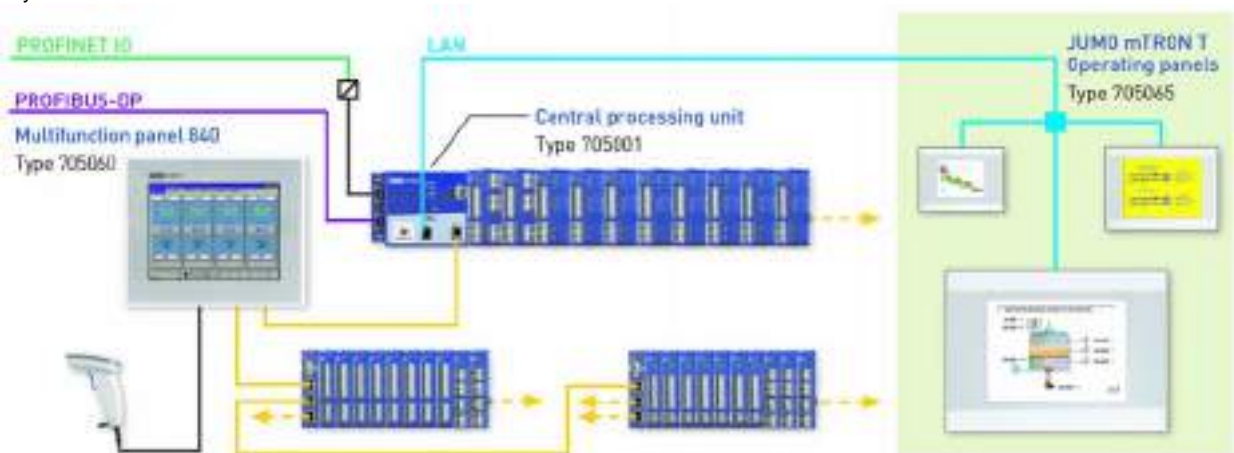 PROFINET IO
LAN
JUMO mTRON T
Operating panels
Type 705065
PROFIBUS-DP
Multifunction panel 840
Type 705060
Central processing unit
Type 705001